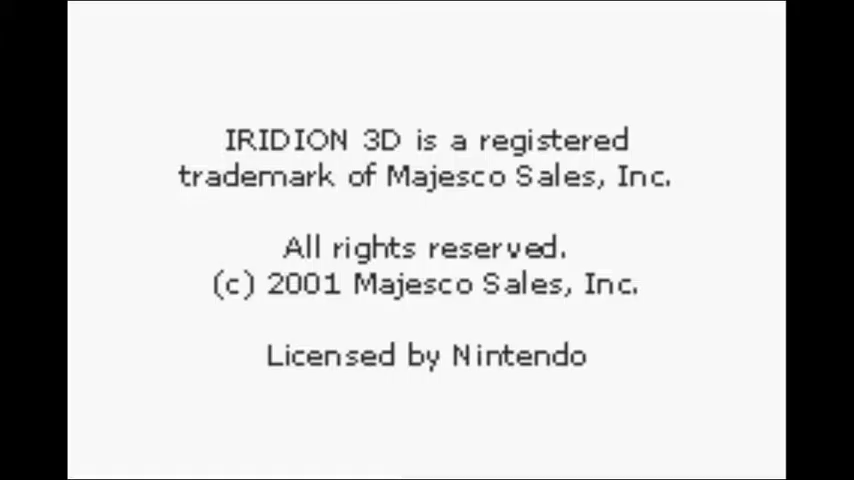 IRIDION 3D is a registered
trademark of Majesco Sales, Inc.
All rights reserved.
(c) 2001 Majesco Sales, Inc.
Licensed by Nintendo